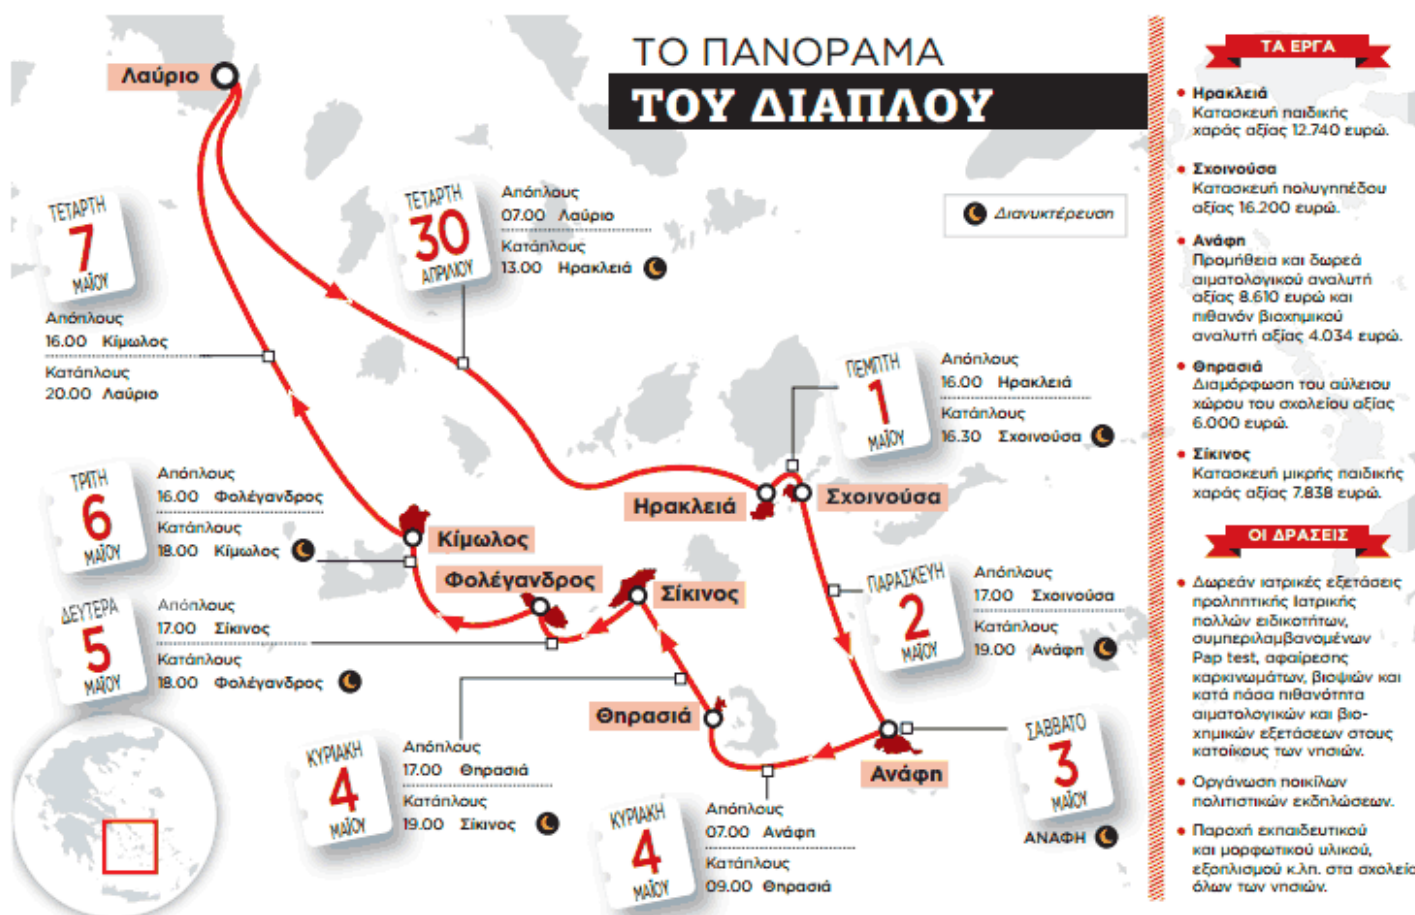 ΤΟ ΠΑΝΟΡΑΜΑ
ΤΟΥ ΔΙΑΠΛΟΥ
Διανυκτέρευση
Λαύριο
ΤΕΤΑΡΤΗ
30
ΑΠΡΙΛΙΟΥ
Απόπλους
07.00 Λαύριο
Κατάπλους
13.00 Ηρακλειά
ΠΕΜΠΤΗ
1
ΜΑΪΟΥ
Απόπλους
16.00 Ηρακλειά
Κατάπλους
16.30 Σχοινούσα
Ηρακλειά
Σχοινούσα
ΠΑΡΑΣΚΕΥΗ
2
ΜΑΪΟΥ
Απόπλους
17.00 Σχοινούσα
Κατάπλους
19.00 Ανάφη
Ανάφη
ΣΑΒΒΑΤΟ
3
ΜΑΪΟΥ
ΑΝΑΦΗ
ΚΥΡΙΑΚΗ
4
ΜΑΪΟΥ
Απόπλους
07.00 Ανάφη
Κατάπλους
09.00 Θηρασιά
Θηρασιά
ΚΥΡΙΑΚΗ
4
ΜΑΪΟΥ
Απόπλους
17.00 Θηρασιά
Κατάπλους
19.00 Σίκινος
Σίκινος
ΔΕΥΤΕΡΑ
5
ΜΑΪΟΥ
Απόπλους
17.00 Σίκινος
Κατάπλους
18.00 Φολέγανδρος
Φολέγανδρος
ΤΡΙΤΗ
6
ΜΑΪΟΥ
Απόπλους
16.00 Φολέγανδρος
Κατάπλους
18.00 Κίμωλος
Κίμωλος
ΤΕΤΑΡΤΗ
7
ΜΑΪΟΥ
Απόπλους
16.00 Κίμωλος
Κατάπλους
20.00 Λαύριο
ΤΑ ΕΡΓΑ
• Ηρακλειά
Κατασκευή παιδικής
χαράς αξίας 12.740 ευρώ.
• Σχοινούσα
Κατασκευή πολυγηπέδου
αξίας 16.200 ευρώ.
• Ανάφη
Προμήθεια και δωρεά
αιματολογικού αναλυτή
αξίας 8.610 ευρώ και
πιθανόν βιοχημικού
αναλυτή αξίας 4.034 ευρώ.
• Θηρασιά
Διαμόρφωση του αύλειου
χώρου του σχολείου αξίας
6.000 ευρώ.
• Σίκινος
Κατασκευή μικρής παιδικής
χαράς αξίας 7.838 ευρώ.
ΟΙ ΔΡΑΣΕΙΣ
• Δωρεάν ιατρικές εξετάσεις
προληπτικής Ιατρικής
πολλών ειδικοτήτων,
συμπεριλαμβανομένων
Pap test, αφαίρεσης
καρκινωμάτων, βιοψιών και
κατά πάσα πιθανότητα
αιματολογικών και βιο-
χημικών εξετάσεων στους
κατοίκους των νησιών.
• Οργάνωση ποικίλων
πολιτιστικών εκδηλώσεων.
• Παροχή εκπαιδευτικού
και μορφωτικού υλικού,
εξοπλισμού κ.λπ. στα σχολεία
όλων των νησιών.